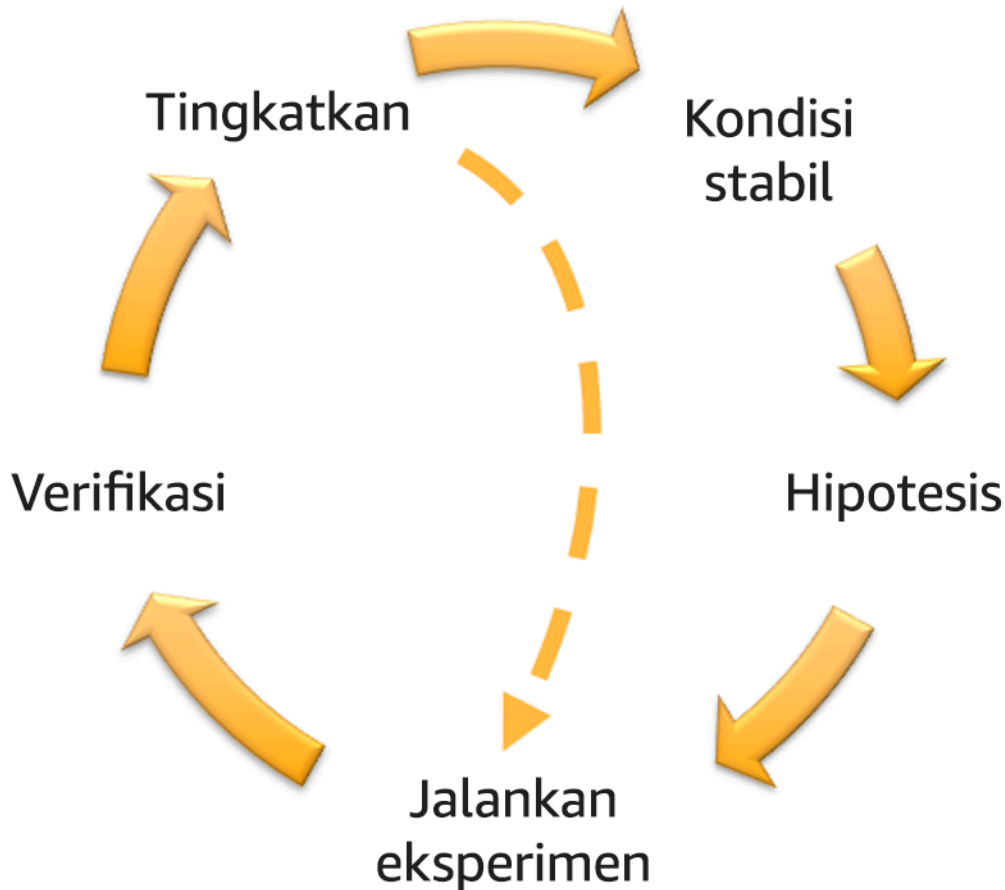 Tingkatkan
Kondisi
stabil
Verifikasi
Hipotesis
Jalankan
eksperimen